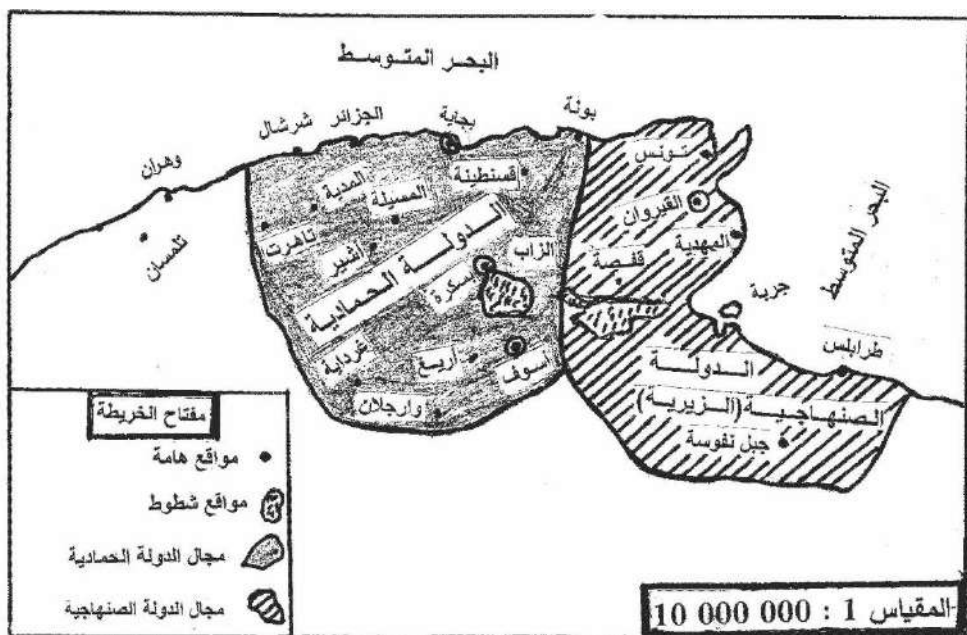 البحر المتوسط
بونة
بجاية
الجزائر
شرشال
وهران
تلمسان
تونس
قسنطينة
المدية
المسيلة
القيروان
البحر المتوسط
تاهرت
أشير
الدولة الحمادية
الزاب
بسكرة
قفصة
المهدية
جربة
طرابلس
غرداية
أريغ
سوف
وارجلان
الدولة
الصنهاجية (الزيرية)
جبل نفوسة
مفتاح الخريطة
مواقع هامة
مواقع شطوط
مجال الدولة الحمادية
مجال الدولة الصنهاجية
المقياس 1 : 000 000 10